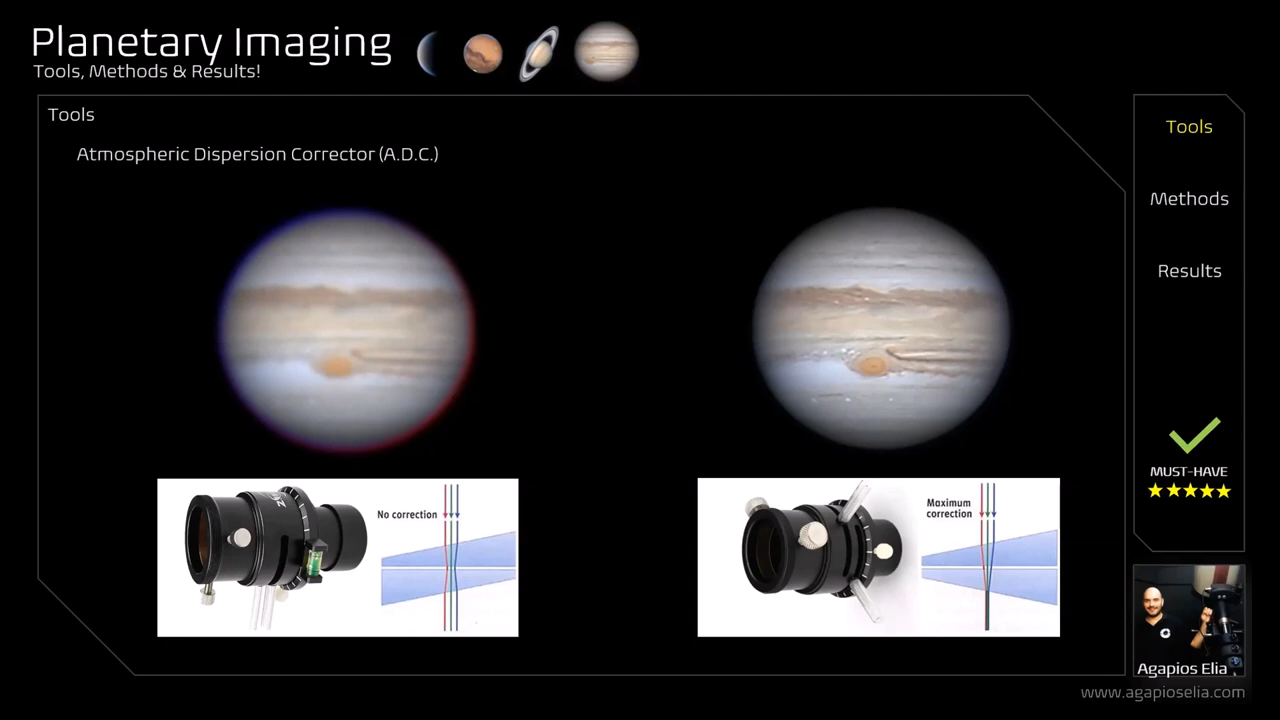 Planetary Imaging
Tools, Methods & Results!
Tools
Atmospheric Dispersion Corrector (A.D.C.)
No correction
Maximum
correction
Tools
Methods
Results
MUST-HAVE
Agapios Elia
www.agapioselia.com